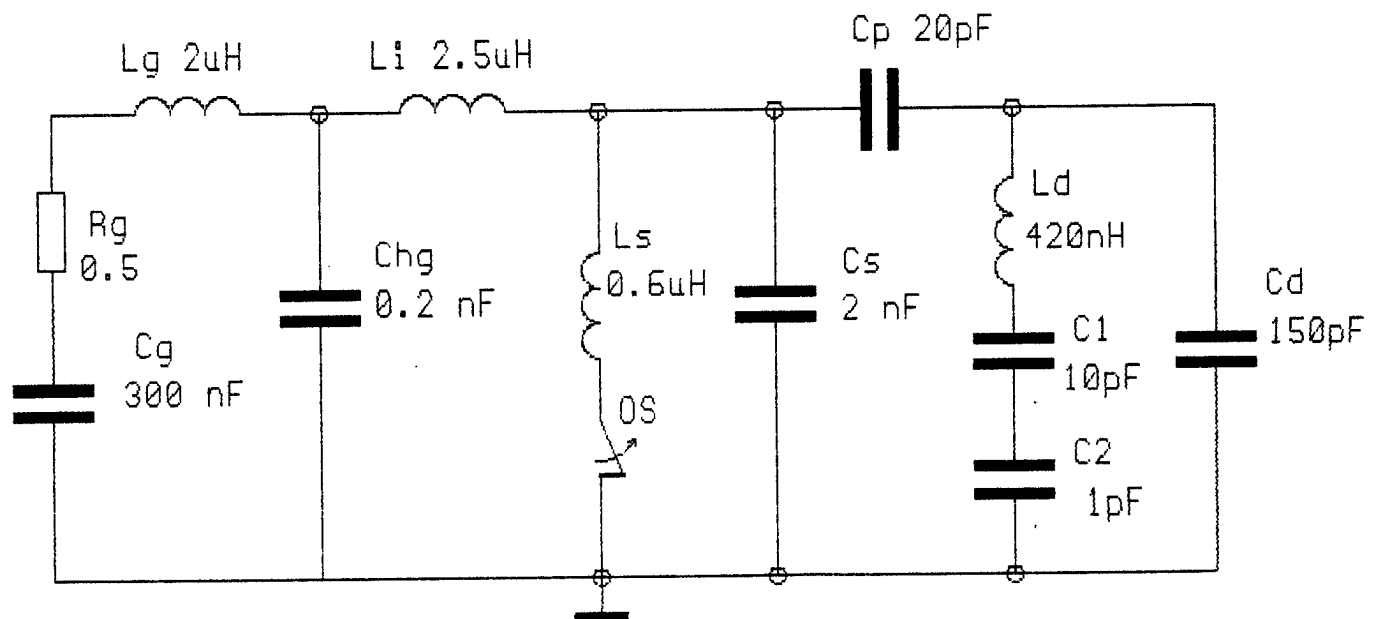 Lg 2uH
Li 2.5uH
Cp 20pF
Rg
0.5
Chg
0.2 nF
Ls
0.6uH
Cs
2 nF
Ld
420nH
Cd
150pF
Cg
300 nF
C1
10pF
OS
C2
1pF